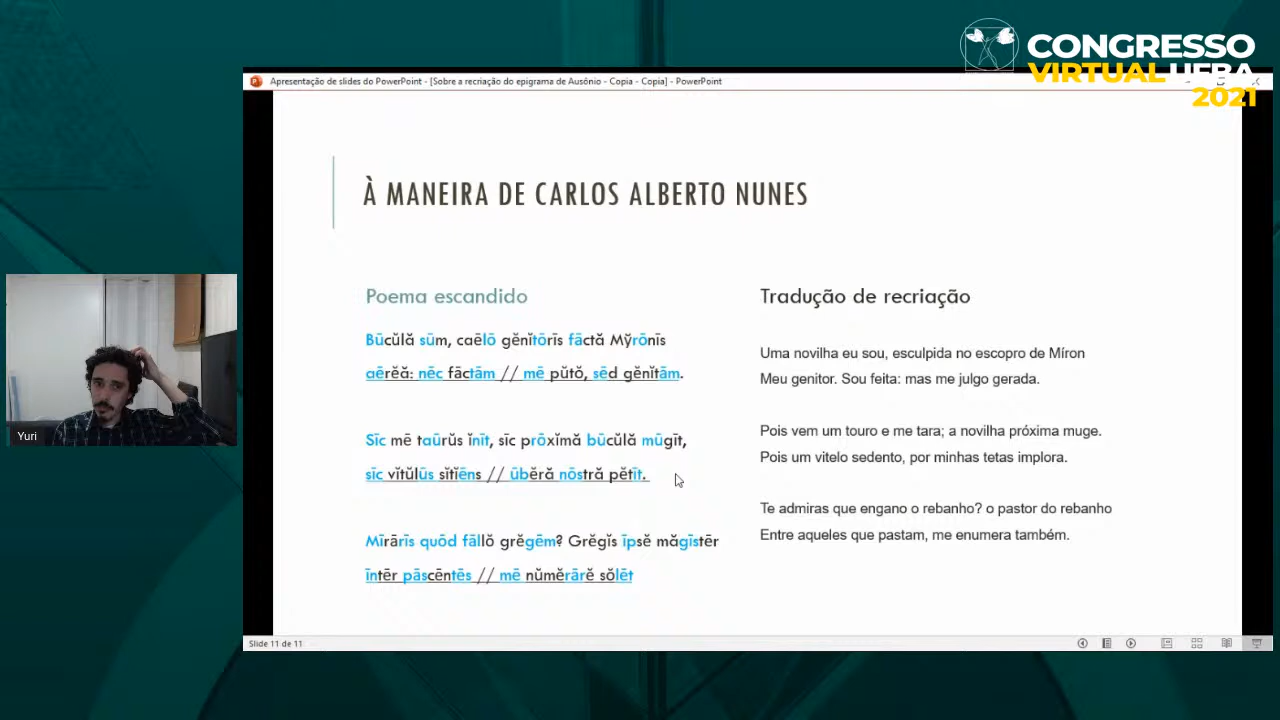 CONGRESSO
VIRTUAL UFBA
2021
Apresentação de slides do PowerPoint - [Sobre a recriação do epigrama de Ausônio - Copia - Copia] - PowerPoint
À MANEIRA DE CARLOS ALBERTO NUNES
Poema escandido
Būcŭlă sūm, caēlō gĕnĭtōrīs fāctă Mўrōnīs
aērĕă: nēc fāctām // mē pŭtŏ, sēd gĕnĭtām.
Sīc mē taūrŭs ĭnīt, sīc prōxĭmă būcŭlă mūgīt,
sīc vĭtŭlūs sĭtĭēns // ūbĕră nōstră pĕtīt.
Mīrārīs quōd fāllŏ grĕgēm? Grĕgĭs īpsĕ măgīstēr
īntēr pāscēntēs // mē nŭmĕrārĕ sŏlēt
Tradução de recriação
Uma novilha eu sou, esculpida no escopro de Míron
Meu genitor. Sou feita: mas me julgo gerada.
Pois vem um touro e me tara; a novilha próxima muge.
Pois um vitelo sedento, por minhas tetas implora.
Te admiras que engano o rebanho? o pastor do rebanho
Entre aqueles que pastam, me enumera também.
Yuri
Slide 11 de 11